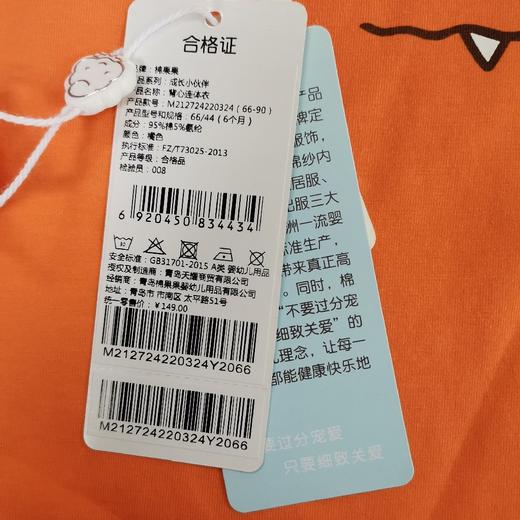 合格证
品牌：棉果果
产品系列：成长小伙伴
产品名称：背心连体衣
产品款号：M212724220324（66-90）
产品型号和规格：66/44（6个月）
成分：95%棉5%氨纶
颜色：橘色
执行标准：FZ/T73025-2013
产品等级：合格品
检验员：008
6 920450 834434
安全标准：GB31701-2015 A类 婴幼儿用品
授权及制造商：青岛天耀商贸有限公司
经销商：青岛棉果果婴幼儿用品有限公司
地址：青岛市 市南区 太平路51号
统一零售价：¥149.00
M212724220324Y2066
M212724220324Y2066
产品
牌定
服饰，
棉纱内
居服、
出服三大
洲一流婴
标准生产，
带来真正高
。同时，棉
“不要过分宠
细致关爱”的
理念，让每一
都能健康快乐地
要过分宠爱
只要细致关爱